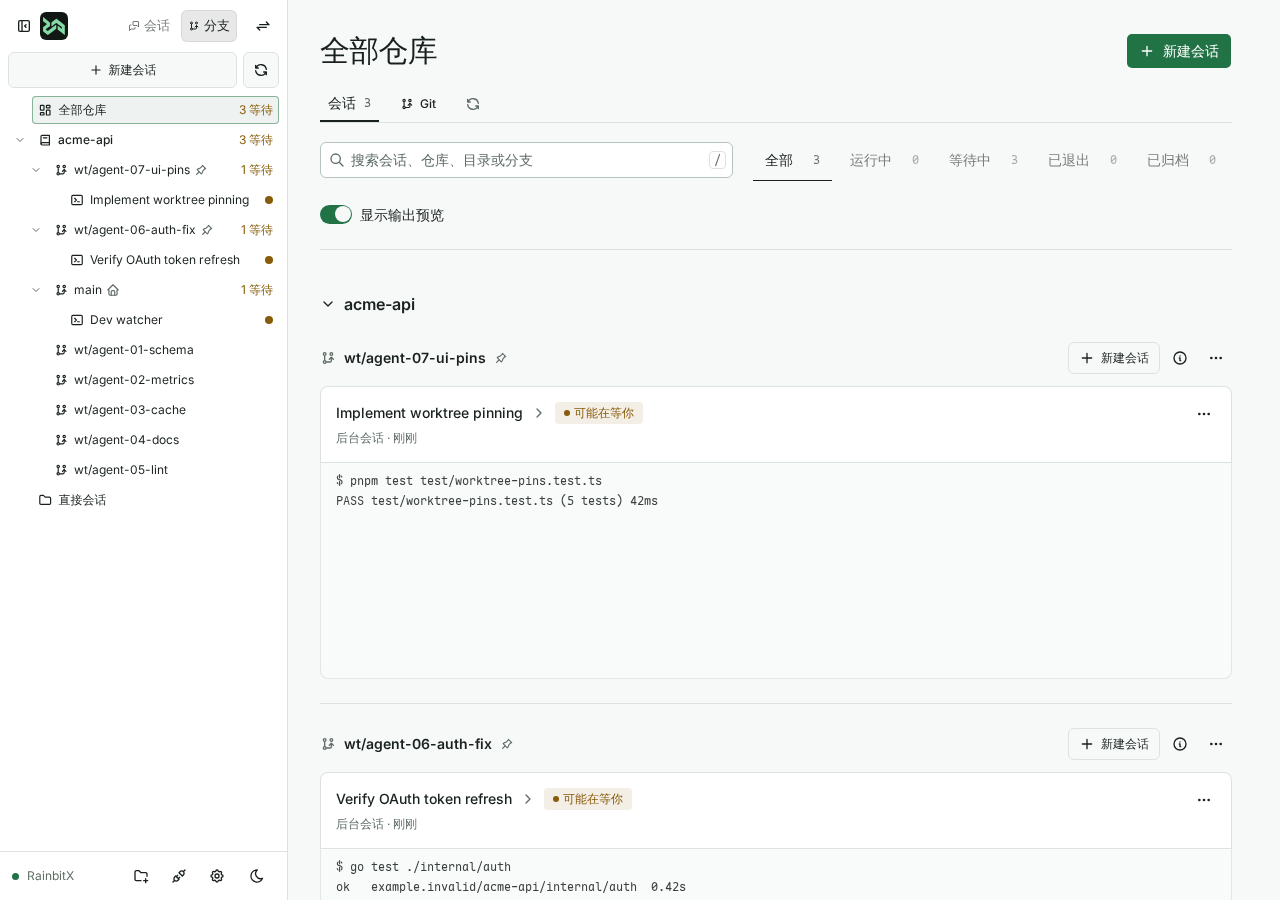 会话
分支
新建会话
全部仓库 3 等待
acme-api 3 等待
wt/agent-07-ui-pins 1 等待
Implement worktree pinning
wt/agent-06-auth-fix 1 等待
Verify OAuth token refresh
main 1 等待
Dev watcher
wt/agent-01-schema
wt/agent-02-metrics
wt/agent-03-cache
wt/agent-04-docs
wt/agent-05-lint
直接会话
RainbitX
全部仓库
新建会话
会话 3 Git
搜索会话、仓库、目录或分支 /
全部 3 运行中 0 等待中 3 已退出 0 已归档 0
显示输出预览
acme-api
wt/agent-07-ui-pins 新建会话
Implement worktree pinning 可能在等你
后台会话 · 刚刚
$ pnpm test test/worktree-pins.test.ts
PASS test/worktree-pins.test.ts (5 tests) 42ms
wt/agent-06-auth-fix 新建会话
Verify OAuth token refresh 可能在等你
后台会话 · 刚刚
$ go test ./internal/auth
ok example.invalid/acme-api/internal/auth 0.42s